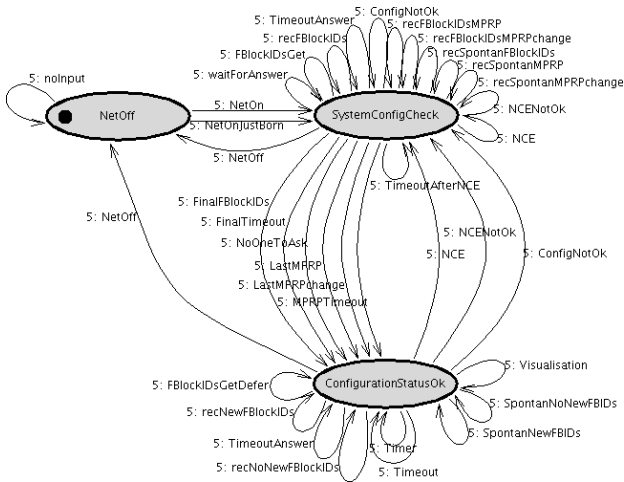 5: ConfigNotOk
5: TimeoutAnswer
5: recFBlockIDsMPRP
5: recFBlockIDs
5: recFBlockIDsMPRPchange
5: FBlockIDsGet
5: recSpontanFBlockIDs
5: recSpontanMPRP
5: waitForAnswer
5: recSpontanMPRPchange
5: noInput
5: NetOn
5: NCENotOk
NetOff
SystemConfigCheck
5: NetOnJustBorn
5: NCE
5: NetOff
5: TimeoutAfterNCE
5: FinalFBlockIDs
5: NetOff
5: FinalTimeout
5: NCENotOk
5: NoOneToAsk
5: NCE
5: ConfigNotOk
5: LastMPRP
5: LastMPRPchange
5: MPRPTimeout
5: Visualisation
5: FBlockIDsGetDefer
ConfigurationStatusOk
5: SpontanNoNewFBIDs
5: recNewFBlockIDs
5: SpontanNewFBIDs
5: TimeoutAnswer
5: Timer
5: recNoNewFBlockIDs
5: Timeout